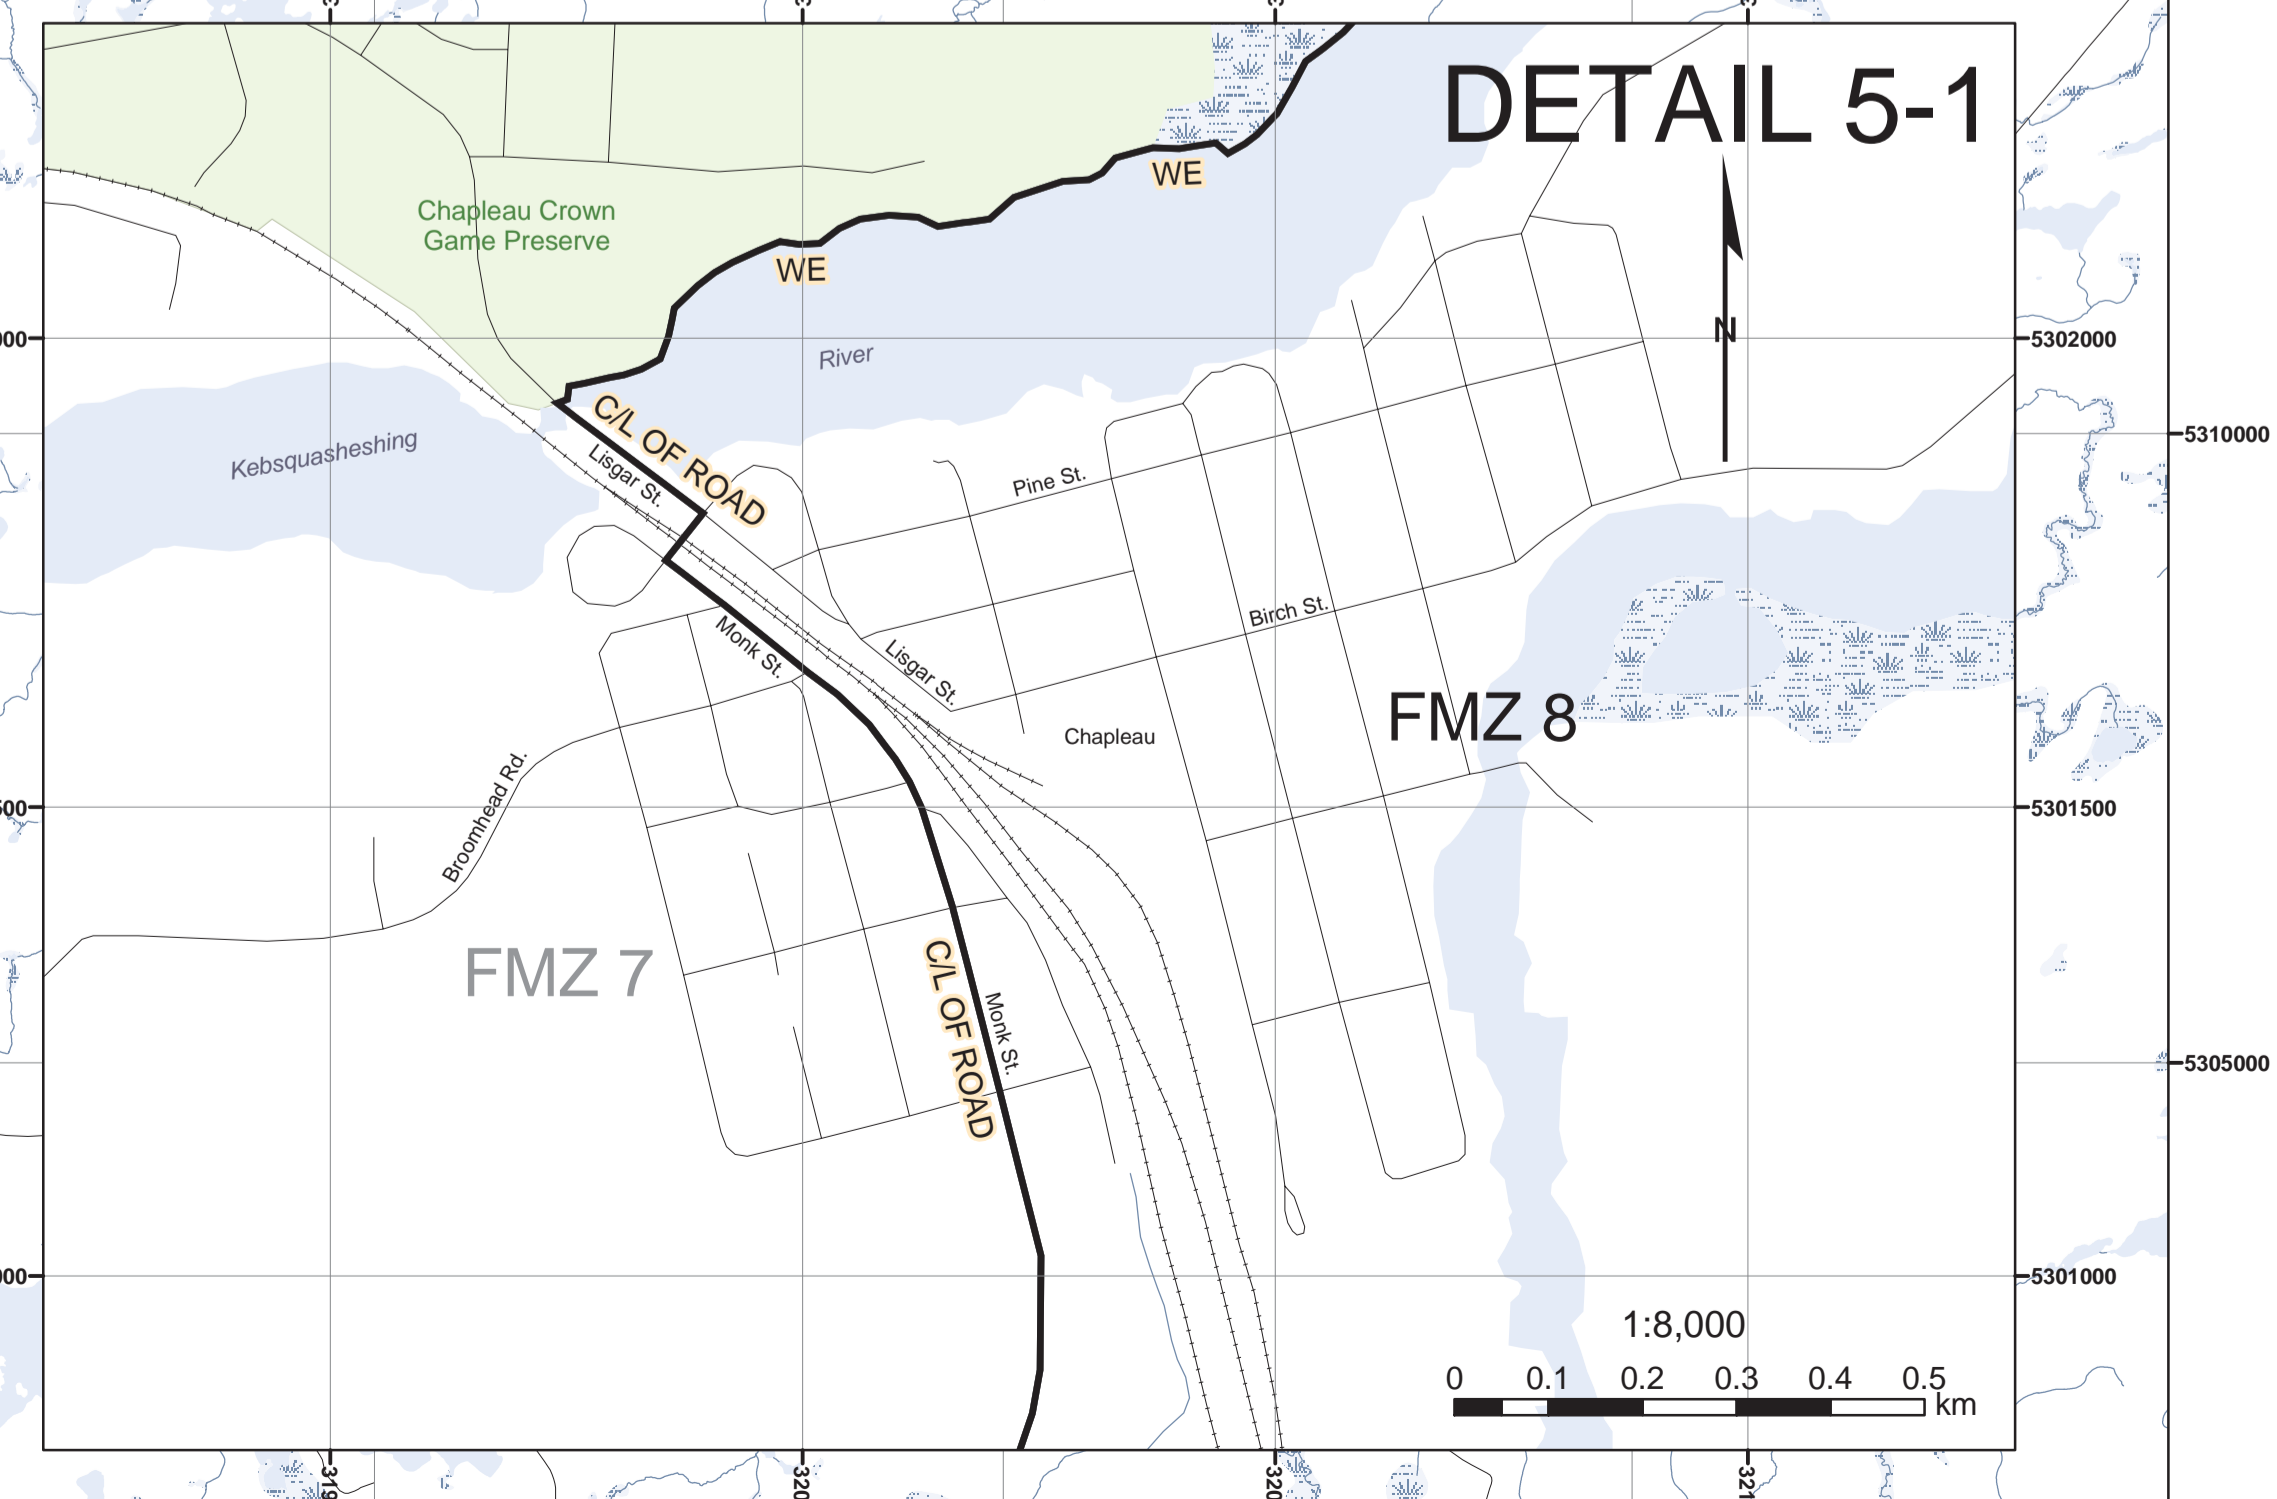 DETAIL 5-1
WE
Chapleau Crown
Game Preserve
WE
N
5302000
River
C/L OF ROAD
5310000
Kebsquasheshing
Lisgar St.
Pine St.
Birch St.
Monk St.
Lisgar St.
FMZ 8
Chapleau
Broomhead Rd.
5301500
FMZ 7
C/L OF ROAD
Monk St.
5305000
5301000
1:8,000
0 0.1 0.2 0.3 0.4 0.5
km